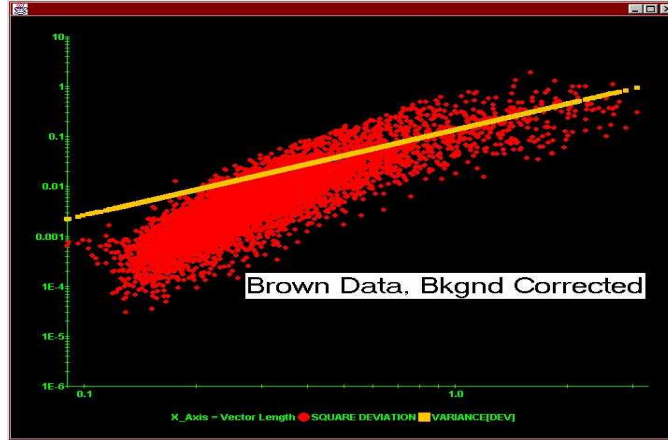 10
1
0.1
0.01
0.001
1E-4
1E-5
1E-6
Brown Data, Bkgnd Corrected
0.1
1.0
X_Axis = Vector Length SQUARE DEVIATION VARIANCE[DEV]